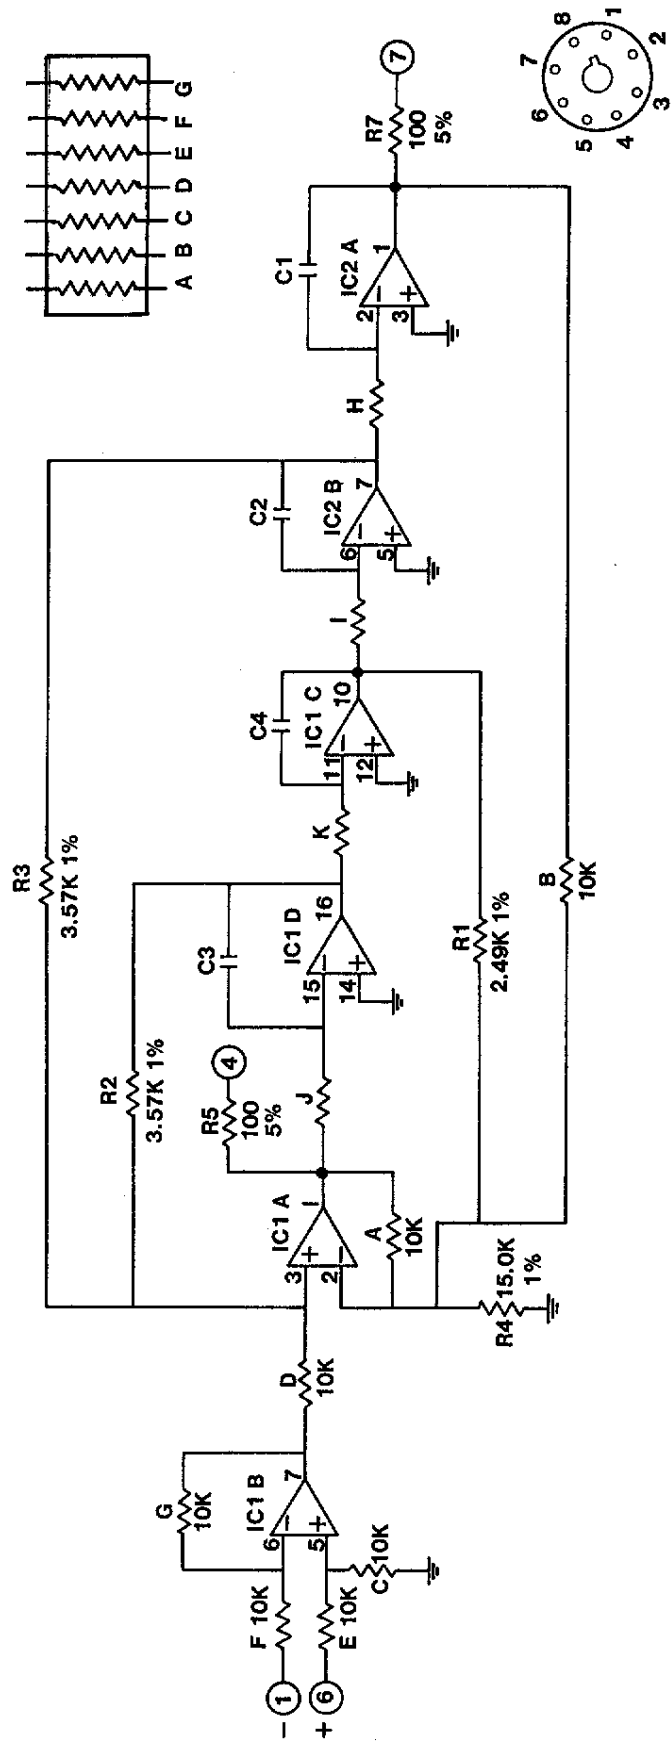 - 1
+ 6
F 10K
E 10K
C 10K
G
10K
IC1 B
6
5
7
-
+
D
10K
IC1 A
3
2
1
+
-
A
10K
R4 15.0K
1%
R5
100
5%
4
J
R2
3.57K 1%
C3
IC1 D
15
14
16
-
+
K
R3
3.57K 1%
C4
IC1 C
11
12
10
-
+
R1
2.49K 1%
B
10K
I
C2
IC2 B
6
5
7
-
+
H
C1
IC2 A
2
3
1
-
+
R7
100
5%
7
A B C D E F G
1
2
3
4
5
6
7
8